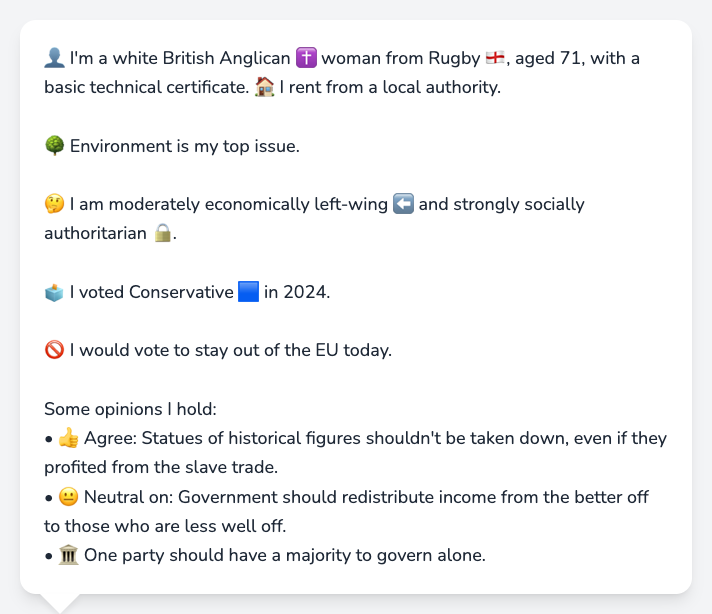 👤 I'm a white British Anglican ✝️ woman from Rugby 🏴󠁧󠁢󠁥󠁮󠁧󠁿, aged 71, with a
basic technical certificate. 🏠 I rent from a local authority.
🌳 Environment is my top issue.
🤔 I am moderately economically left-wing ⬅️ and strongly socially
authoritarian 🔒.
🗳️ I voted Conservative 🟦 in 2024.
🚫 I would vote to stay out of the EU today.
Some opinions I hold:
• 👍 Agree: Statues of historical figures shouldn't be taken down, even if they
profited from the slave trade.
• 😐 Neutral on: Government should redistribute income from the better off
to those who are less well off.
• 🏛️ One party should have a majority to govern alone.